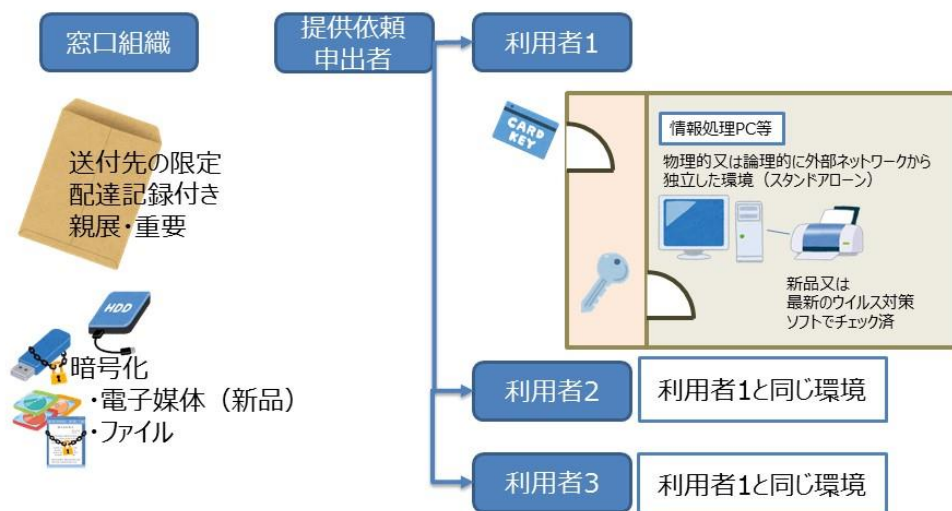 窓口組織
提供依頼
申出者
利用者1
送付先の限定
配達記録付き
親展・重要
CARD
KEY
情報処理PC等
物理的又は論理的に外部ネットワークから
独立した環境（スタンドアローン）
新品又は
最新のウイルス対策
ソフトでチェック済
HDD
暗号化
・電子媒体（新品）
・ファイル
利用者2
利用者1と同じ環境
利用者3
利用者1と同じ環境